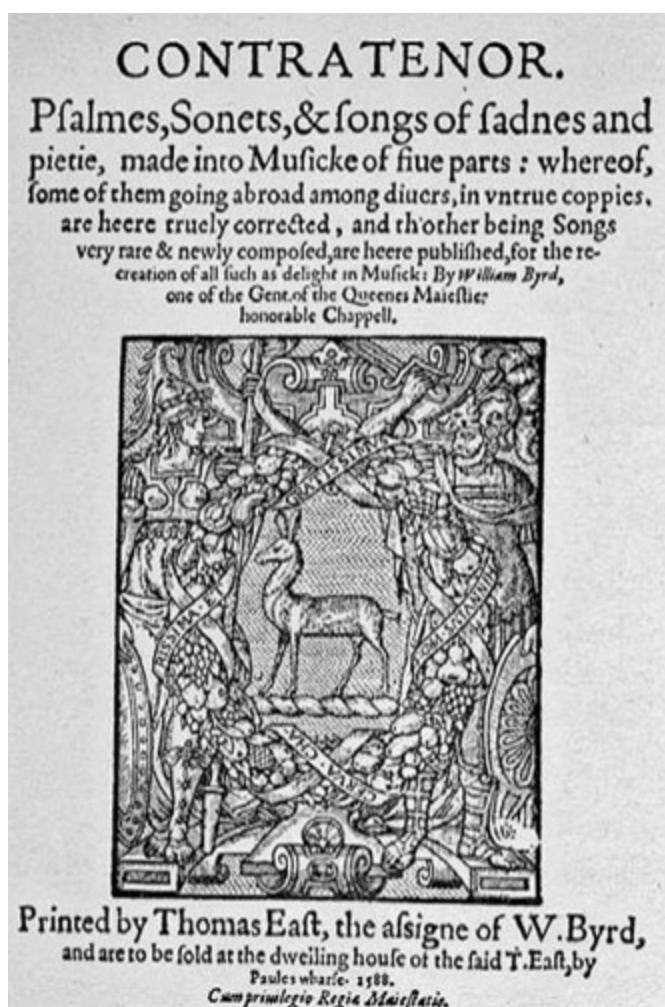 CONTRATENOR.
Pſalmes,Sonets,& ſongs of ſadnes and
pietie, made into Muſicke of fiue parts : whereof,
ſome of them going abroad among diuers,in vntrue coppies.
are heere truely corrected , and th'other being Songs
very rare & newly compoſed,are heere publiſhed,for the re-
creation of all ſuch as delight in Muſick: By William Byrd,
one of the Gent.of the Queenes Maieſtie:
honorable Chappell.
GRATISSIMVM
Printed by Thomas Eaſt, the aſsigne of W.Byrd,
and are to be ſold at the dwelling houſe of the ſaid T.Eaſt,by
Paules wharfe. 1588.
Cum priuilegio Regiæ Maieſtatis.